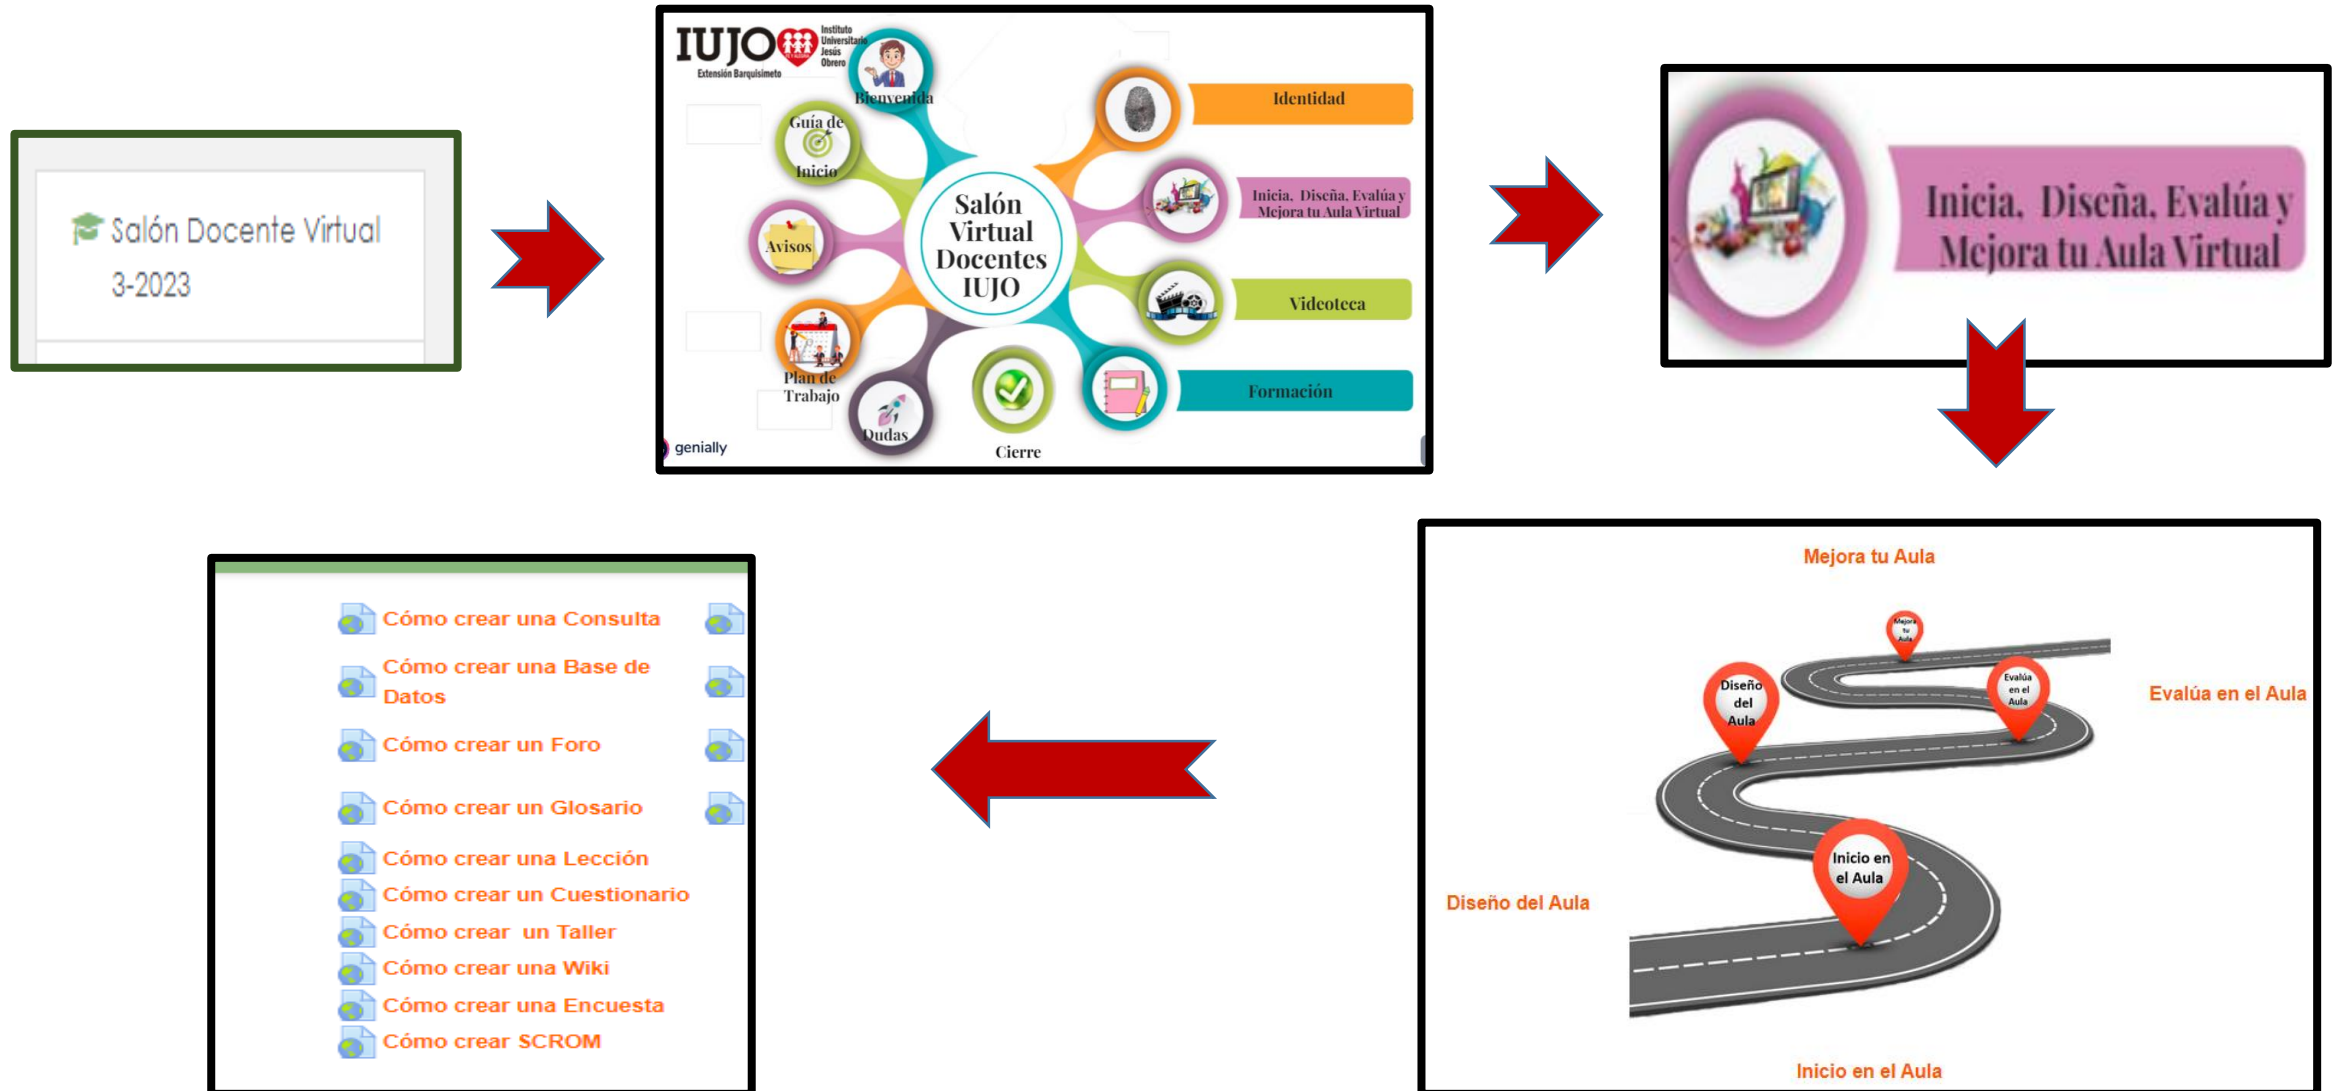 Salón Docente Virtual
3-2023
IUJO
Instituto
Universitario
Jesús
Obrero
Extensión Barquisimeto
Bienvenida
Guía de
Inicio
Avisos
Plan de
Trabajo
Dudas
Cierre
Salón
Virtual
Docentes
IUJO
Identidad
Inicia, Diseña, Evalúa y
Mejora tu Aula Virtual
Videoteca
Formación
genially
Inicia, Diseña, Evalúa y
Mejora tu Aula Virtual
Mejora tu Aula
Mejora
tu
Aula
Diseño
del
Aula
Evalúa
en el
Aula
Evalúa en el Aula
Inicio en
el Aula
Diseño del Aula
Inicio en el Aula
Cómo crear una Consulta
Cómo crear una Base de
Datos
Cómo crear un Foro
Cómo crear un Glosario
Cómo crear una Lección
Cómo crear un Cuestionario
Cómo crear un Taller
Cómo crear una Wiki
Cómo crear una Encuesta
Cómo crear SCROM